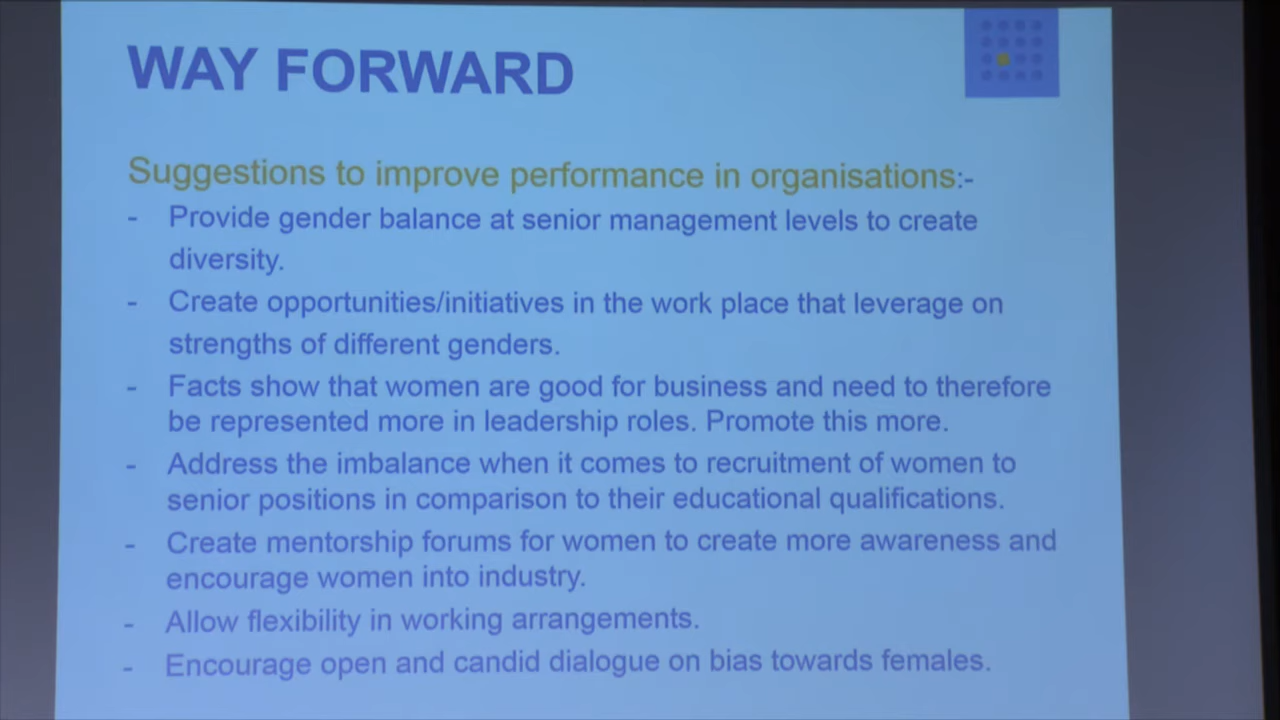 WAY FORWARD
Suggestions to improve performance in organisations:-
- Provide gender balance at senior management levels to create
diversity.
- Create opportunities/initiatives in the work place that leverage on
strengths of different genders.
- Facts show that women are good for business and need to therefore
be represented more in leadership roles. Promote this more.
- Address the imbalance when it comes to recruitment of women to
senior positions in comparison to their educational qualifications.
- Create mentorship forums for women to create more awareness and
encourage women into industry.
- Allow flexibility in working arrangements.
- Encourage open and candid dialogue on bias towards females.